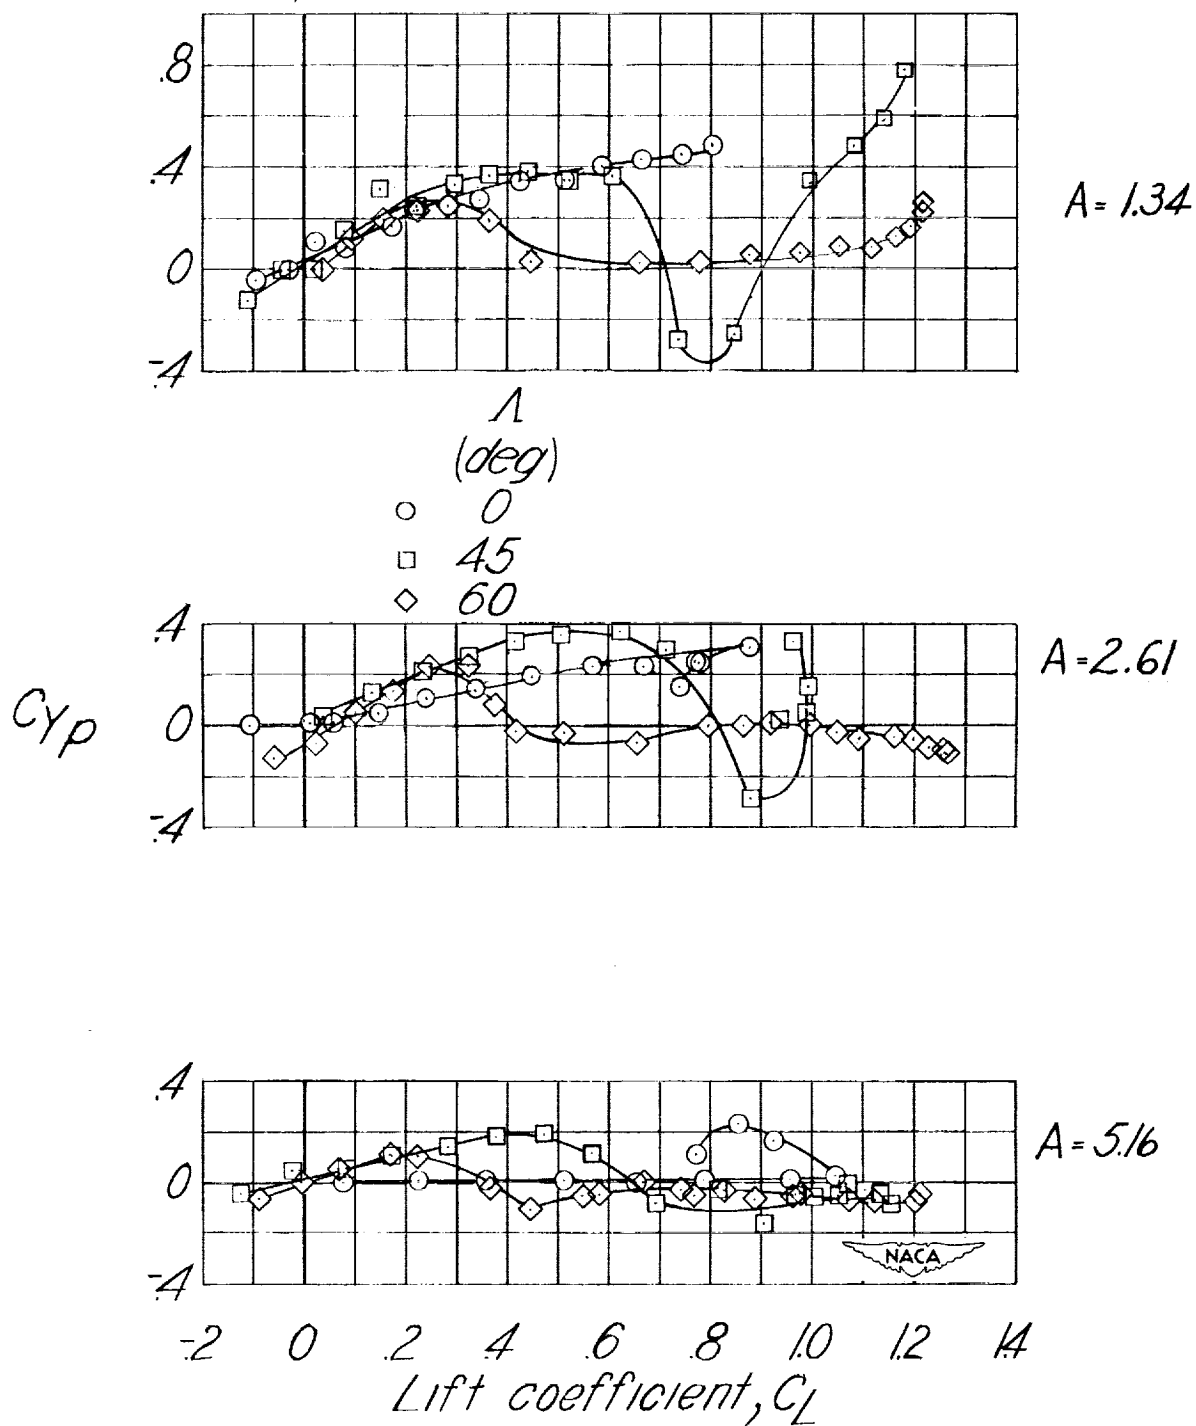 .8
.4
0
-.4
A = 1.34
Λ
(deg)
0
45
60
.4
0
-.4
CYp
A = 2.61
.4
0
-.4
A = 5.16
NACA
-.2 0 .2 .4 .6 .8 1.0 1.2 1.4
Lift coefficient, CL